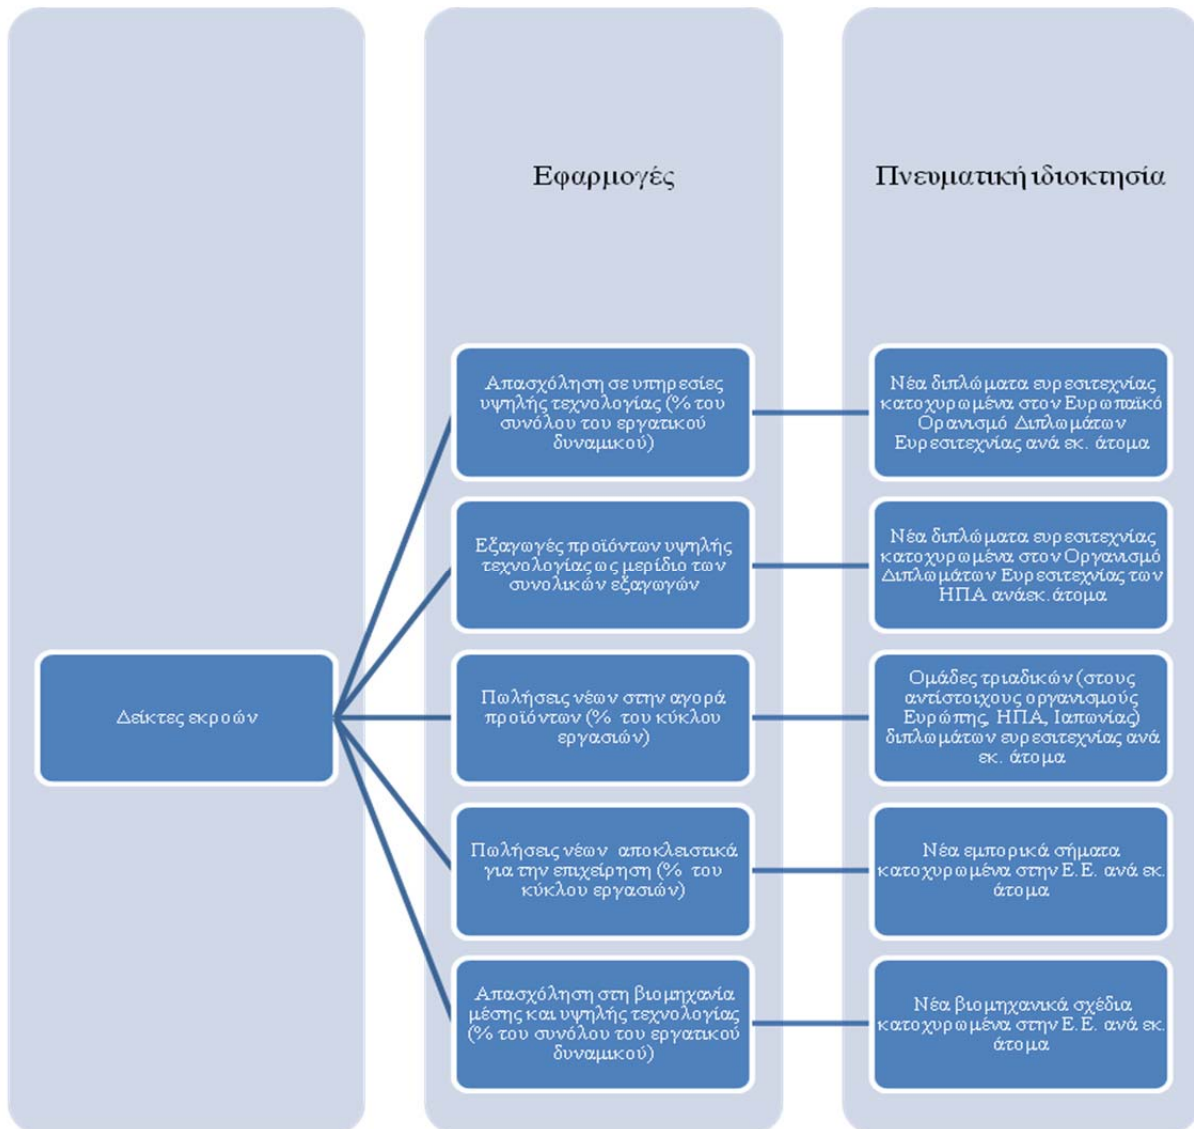 Εφαρμογές
Πνευματική ιδιοκτησία
Δείκτες εκροών
Απασχόληση σε υπηρεσίες
υψηλής τεχνολογίας (% του
συνόλου του εργατικού
δυναμικού)
Νέα διπλώματα ευρεσιτεχνίας
κατοχυρωμένα στον Ευρωπαϊκό
Ορανισμό Διπλωμάτων
Ευρεσιτεχνίας ανά εκ. άτομα
Εξαγωγές προϊόντων υψηλής
τεχνολογίας ως μερίδιο των
συνολικών εξαγωγών
Νέα διπλώματα ευρεσιτεχνίας
κατοχυρωμένα στον Οργανισμό
Διπλωμάτων Ευρεσιτεχνίας των
ΗΠΑ ανάεκ.άτομα
Πωλήσεις νέων στην αγορά
προϊόντων (% του κύκλου
εργασιών)
Ομάδες τριαδικών (στους
αντίστοιχους οργανισμούς
Ευρώπης, ΗΠΑ, Ιαπωνίας)
διπλωμάτων ευρεσιτεχνίας ανά
εκ. άτομα
Πωλήσεις νέων αποκλειστικά
για την επιχείρηση (% του
κύκλου εργασιών)
Νέα εμπορικά σήματα
κατοχυρωμένα στην Ε.Ε. ανά εκ.
άτομα
Απασχόληση στη βιομηχανία
μέσης και υψηλής τεχνολογίας
(% του συνόλου του εργατικού
δυναμικού)
Νέα βιομηχανικά σχέδια
κατοχυρωμένα στην Ε.Ε. ανά εκ.
άτομα